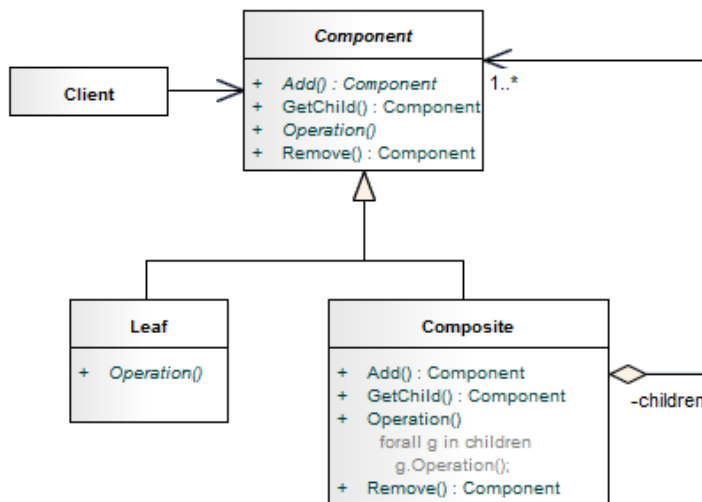 Component
+ Add() : Component
+ GetChild() : Component
+ Operation()
+ Remove() : Component
Client
1..*
Leaf
+ Operation()
Composite
+ Add() : Component
+ GetChild() : Component
+ Operation()
forall g in children
g.Operation();
+ Remove() : Component
-children